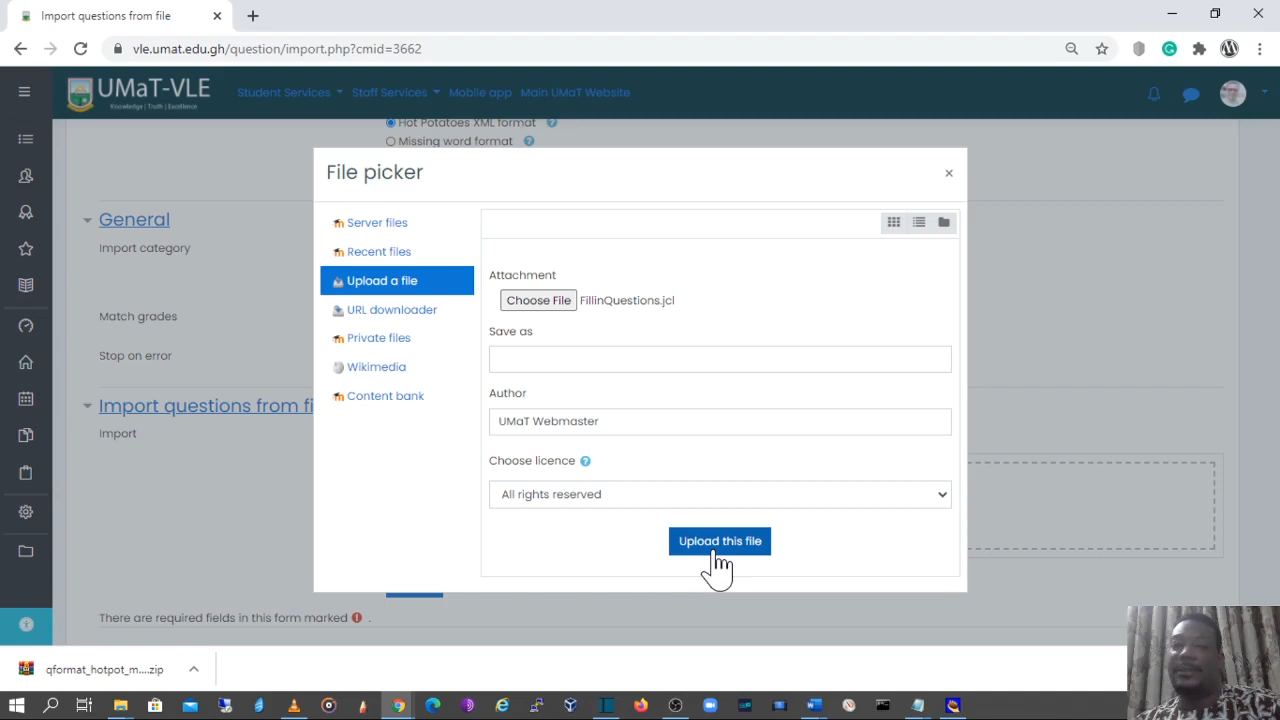 Import questions from file
vle.umat.edu.gh/question/import.php?cmid=3662
UMaT-VLE
Knowledge | Truth | Excellence
Student Services
Staff Services
Mobile app
Main UMaT Website
Hot Potatoes XML format
Missing word format
File picker
General
Import category
Match grades
Stop on error
Import questions from fi
Import
Server files
Recent files
Upload a file
URL downloader
Private files
Wikimedia
Content bank
Attachment
Choose File FillinQuestions.jcl
Save as
Author
UMaT Webmaster
Choose licence
All rights reserved
Upload this file
There are required fields in this form marked .
qformat_hotpot_m....zip